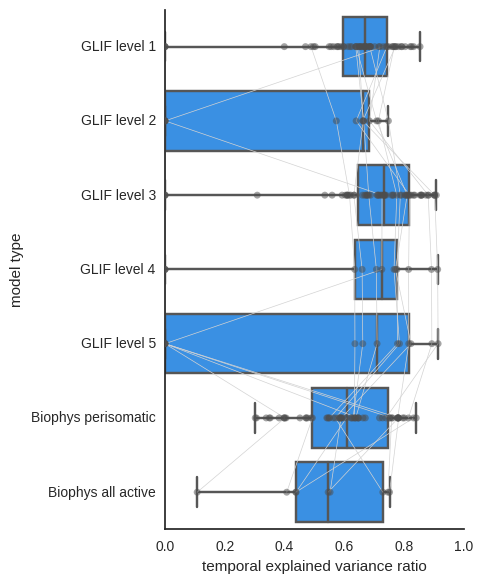 GLIF level 1
GLIF level 2
GLIF level 3
GLIF level 4
GLIF level 5
Biophys perisomatic
Biophys all active
model type
0.0 0.2 0.4 0.6 0.8 1.0
temporal explained variance ratio